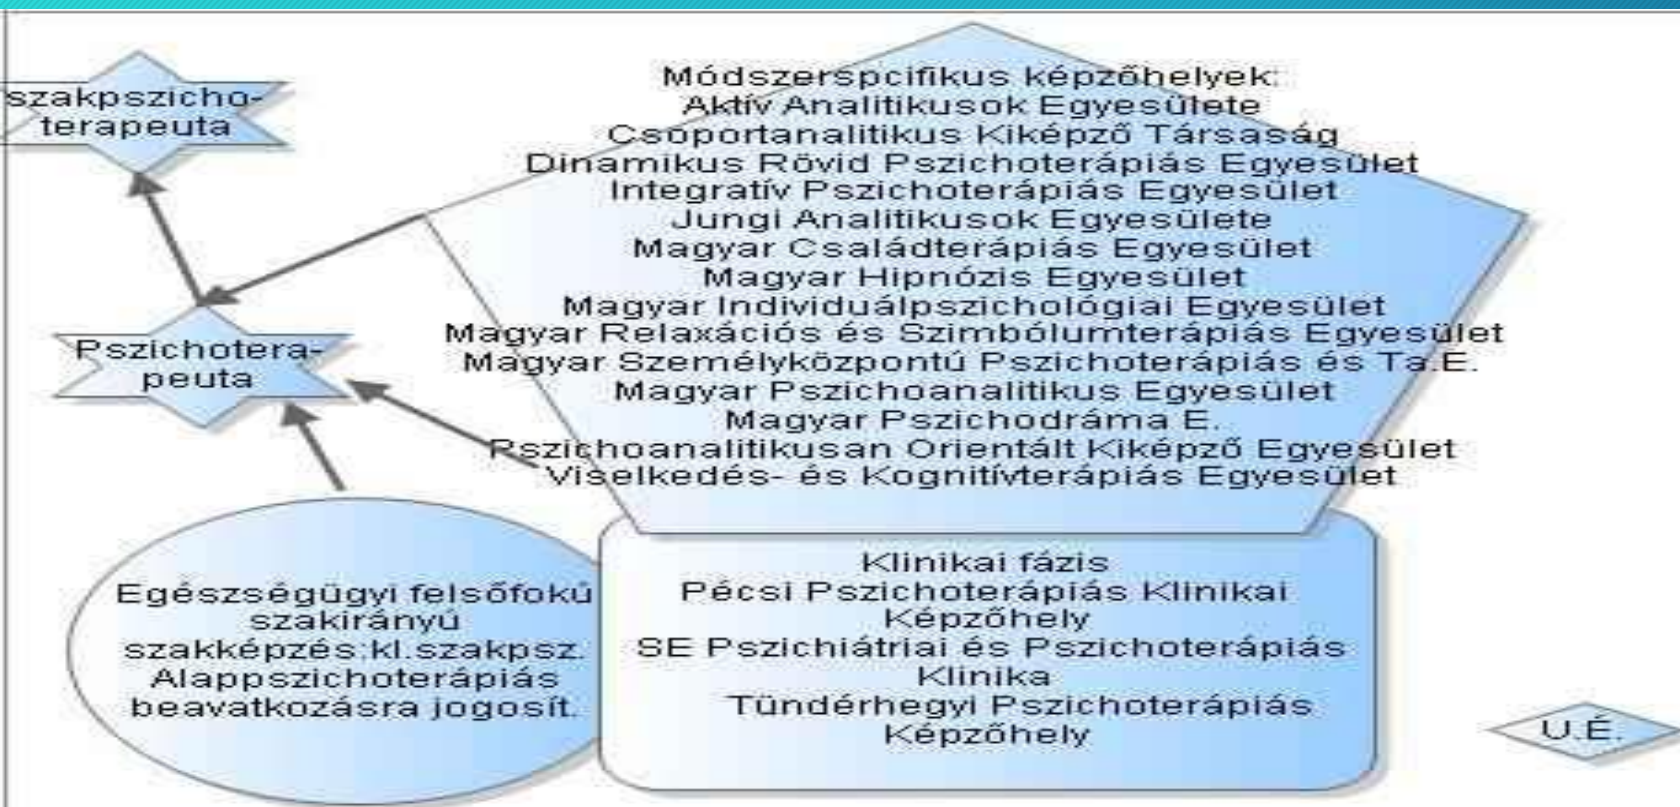 szakpszicho-
terapeuta
Módszerspcifikus képzőhelyek:
Aktív Analitikusok Egyesülete
Csoportanalitikus Kiképző Társaság
Dinamikus Rövid Pszichoterápiás Egyesület
Integratív Pszichoterápiás Egyesület
Jungi Analitikusok Egyesülete
Magyar Családterápiás Egyesület
Magyar Hipnózis Egyesület
Magyar Individuálpszichológiai Egyesület
Magyar Relaxációs és Szimbólumterápiás Egyesület
Magyar Személyközpontú Pszichoterápiás és Ta.E.
Magyar Pszichoanalitikus Egyesület
Magyar Pszichodráma E.
Pszichoanalitikusan Orientált Kiképző Egyesület
Viselkedés- és Kognitívterápiás Egyesület
Pszichotera-
peuta
Egészségügyi felsőfokú
szakirányú
szakképzés:kl.szakpsz.
Alappszichoterápiás
beavatkozásra jogosít.
Klinikai fázis
Pécsi Pszichoterápiás Klinikai
Képzőhely
SE Pszichiátriai és Pszichoterápiás
Klinika
Tündérhegyi Pszichoterápiás
Képzőhely
U.É.